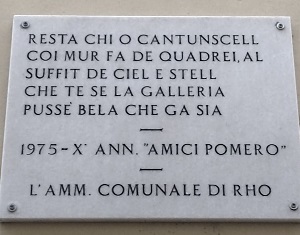 RESTA CHI O CANTUNSCELL
COI MUR FA DE QUADREI, AL
SUFFIT DE CIEL E STELL
CHE TE SE LA GALLERIA
PUSSE' BELA CHE GA SIA
1975-X° ANN. "AMICI POMERO"
L'AMM. COMUNALE DI RHO